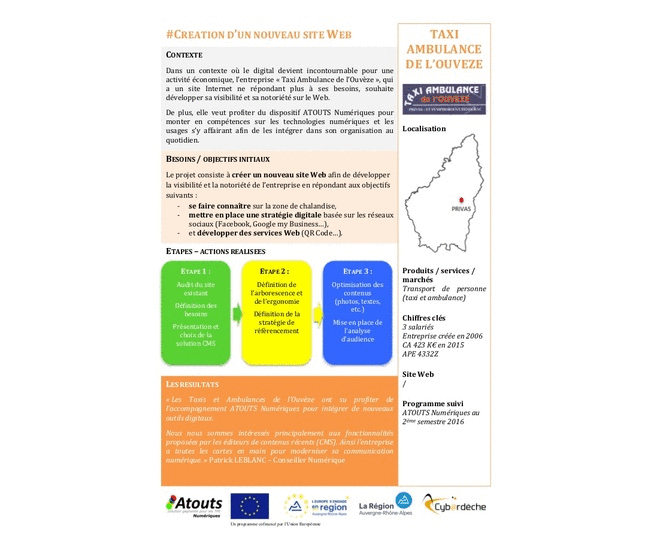 #CREATION D'UN NOUVEAU SITE WEB
CONTEXTE
Dans un contexte où le digital devient incontournable pour une
activité économique, l'entreprise « Taxi Ambulance de l'Ouvèze », qui
a un site Internet ne répondant plus à ses besoins, souhaite
développer sa visibilité et sa notoriété sur le Web.
De plus, elle veut profiter du dispositif ATOUTS Numériques pour
monter en compétences sur les technologies numériques et les
usages s'y affairant afin de les intégrer dans son organisation au
quotidien.
BESOINS / OBJECTIFS INITIAUX
Le projet consiste à créer un nouveau site Web afin de développer
la visibilité et la notoriété de l'entreprise en répondant aux objectifs
suivants :
- se faire connaître sur la zone de chalandise,
- mettre en place une stratégie digitale basée sur les réseaux
sociaux (Facebook, Google my Business…),
- et développer des services Web (QR Code…).
ETAPES – ACTIONS REALISEES
ETAPE 1 :
Audit du site
existant
Définition des
besoins
Présentation et
choix de la
solution CMS
ETAPE 2 :
Définition de
l'arborescence et
de l'ergonomie
Définition de la
stratégie de
référencement
ETAPE 3 :
Optimisation des
contenus
(photos, textes,
etc.)
Mise en place de
l'analyse
d'audience
LES RESULTATS
« Les Taxis et Ambulances de l'Ouvèze ont su profiter de
l'accompagnement ATOUTS Numériques pour intégrer de nouveaux
outils digitaux.
Nous nous sommes intéressés principalement aux fonctionnalités
proposées par les éditeurs de contenus récents (CMS). Ainsi l'entreprise
a toutes les cartes en main pour moderniser sa communication
numérique. » Patrick LEBLANC – Conseiller Numérique
TAXI
AMBULANCE
DE L'OUVEZE
TAXI AMBULANCE
de l'OUVEZE
Localisation
PRIVAS
Produits / services /
marchés
Transport de personne
(taxi et ambulance)
Chiffres clés
3 salariés
Entreprise créée en 2006
CA 423 K€ en 2015
APE 4332Z
Site Web
/
Programme suivi
ATOUTS Numériques au
2ème semestre 2016
Atouts
Numériques
L'EUROPE S'ENGAGE
en région
Auvergne-Rhône-Alpes
La Région
Auvergne-Rhône-Alpes
Cybardèche
Un programme cofinancé par l'Union Européenne